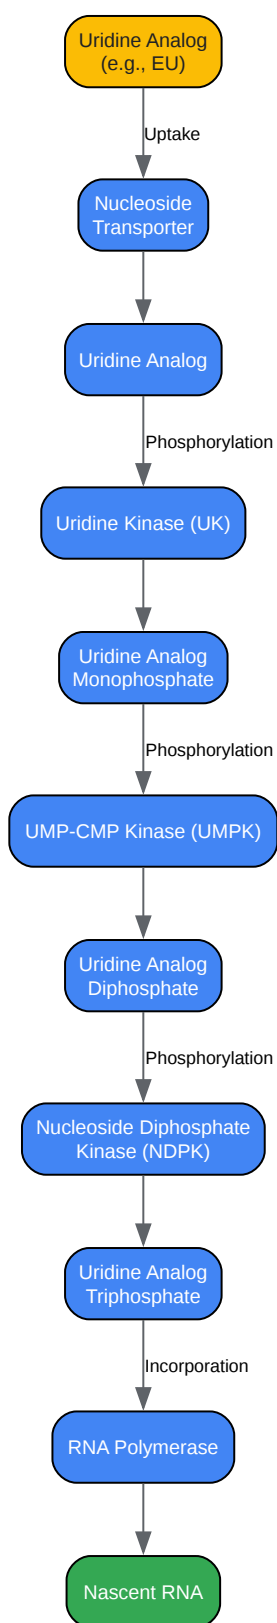 Uridine Analog
(e.g., EU)
Uptake
Nucleoside
Transporter
Uridine Analog
Phosphorylation
Uridine Kinase (UK)
Uridine Analog
Monophosphate
Phosphorylation
UMP-CMP Kinase (UMPK)
Uridine Analog
Diphosphate
Phosphorylation
Nucleoside Diphosphate
Kinase (NDPK)
Uridine Analog
Triphosphate
Incorporation
RNA Polymerase
Nascent RNA